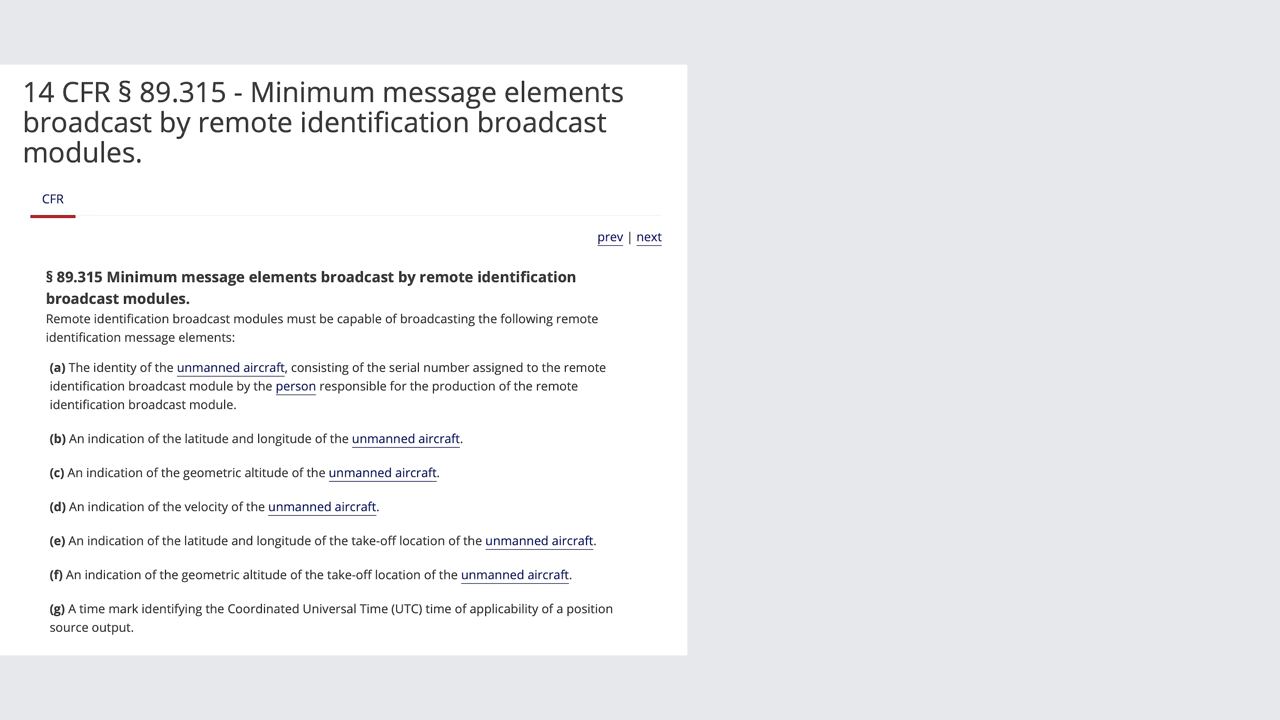 14 CFR § 89.315 - Minimum message elements
broadcast by remote identification broadcast
modules.
CFR
prev | next
§ 89.315 Minimum message elements broadcast by remote identification
broadcast modules.
Remote identification broadcast modules must be capable of broadcasting the following remote
identification message elements:
(a) The identity of the unmanned aircraft, consisting of the serial number assigned to the remote
identification broadcast module by the person responsible for the production of the remote
identification broadcast module.
(b) An indication of the latitude and longitude of the unmanned aircraft.
(c) An indication of the geometric altitude of the unmanned aircraft.
(d) An indication of the velocity of the unmanned aircraft.
(e) An indication of the latitude and longitude of the take-off location of the unmanned aircraft.
(f) An indication of the geometric altitude of the take-off location of the unmanned aircraft.
(g) A time mark identifying the Coordinated Universal Time (UTC) time of applicability of a position
source output.